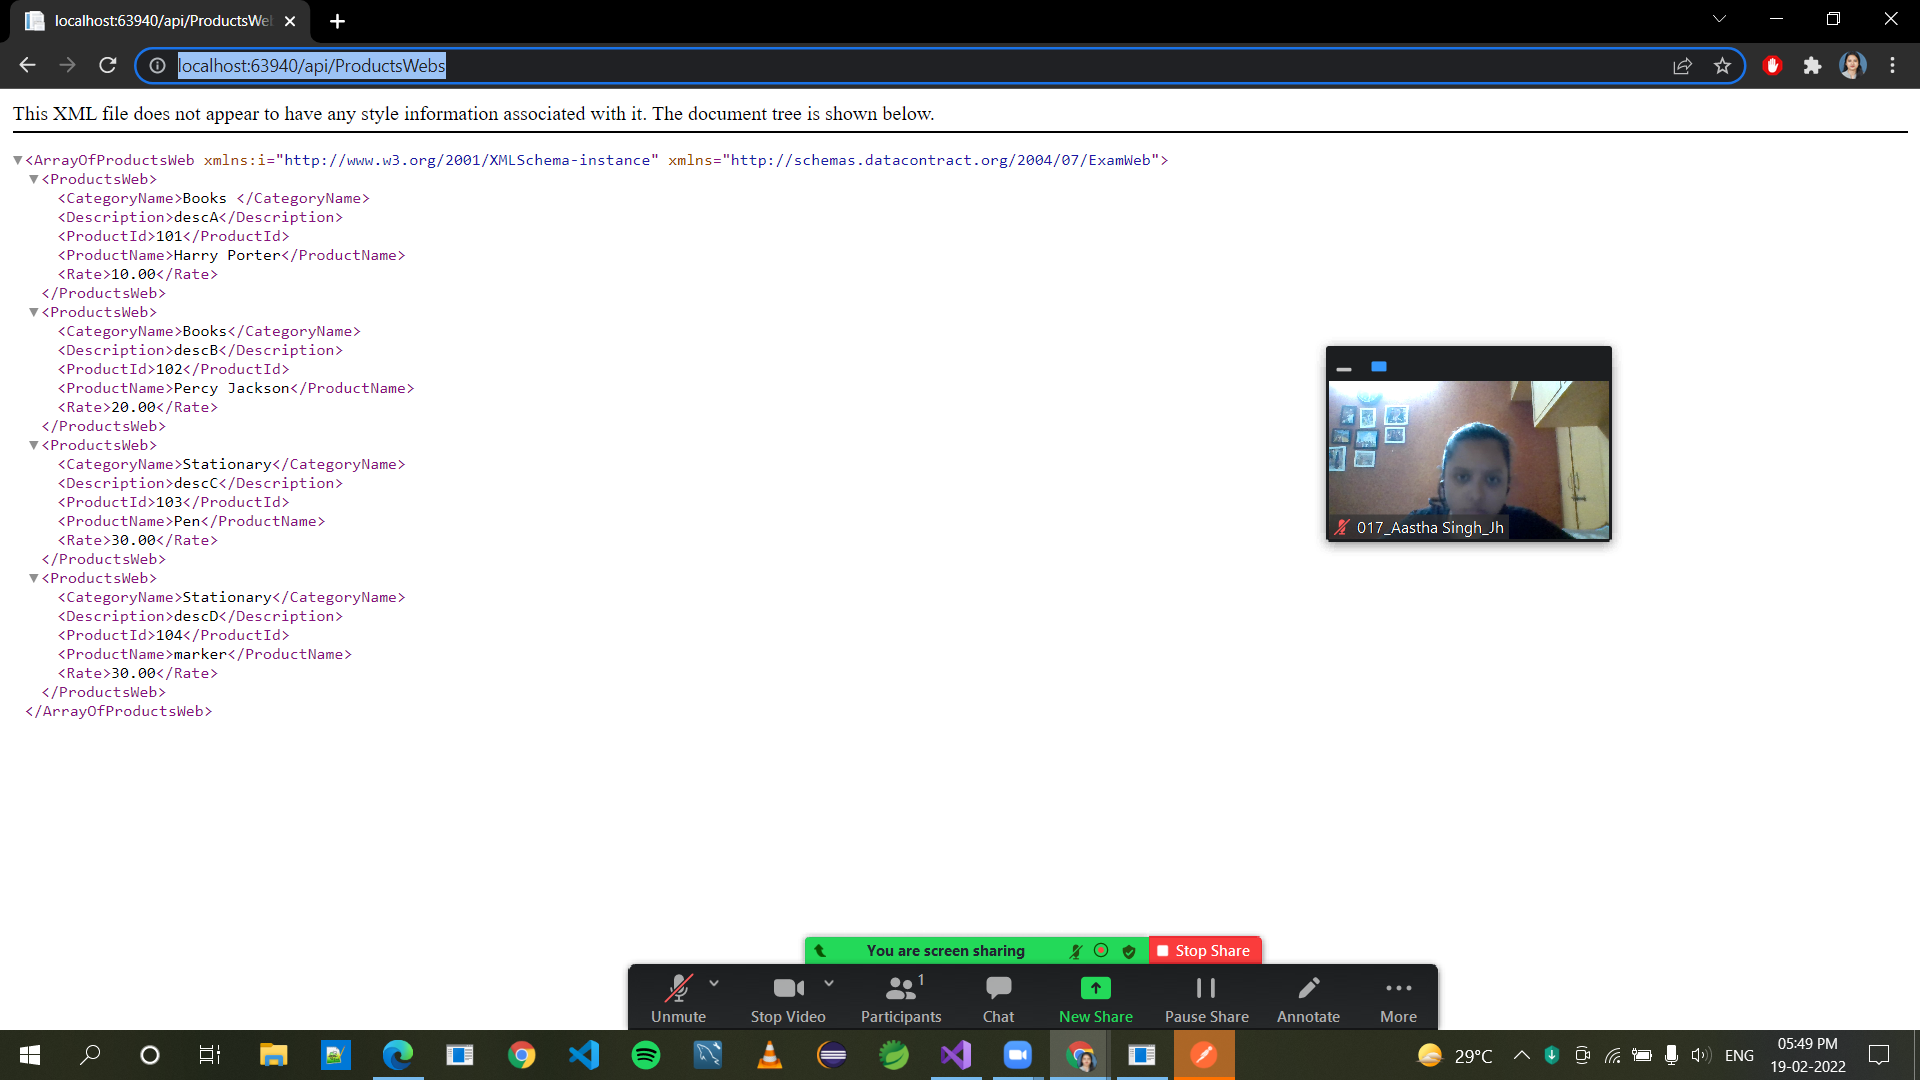 localhost:63940/api/ProductsWeb
localhost:63940/api/ProductsWebs
This XML file does not appear to have any style information associated with it. The document tree is shown below.
<ArrayOfProductsWeb xmlns:i="http://www.w3.org/2001/XMLSchema-instance" xmlns="http://schemas.datacontract.org/2004/07/ExamWeb">
<ProductsWeb>
<CategoryName>Books </CategoryName>
<Description>descA</Description>
<ProductId>101</ProductId>
<ProductName>Harry Porter</ProductName>
<Rate>10.00</Rate>
</ProductsWeb>
<ProductsWeb>
<CategoryName>Books</CategoryName>
<Description>descB</Description>
<ProductId>102</ProductId>
<ProductName>Percy Jackson</ProductName>
<Rate>20.00</Rate>
</ProductsWeb>
<ProductsWeb>
<CategoryName>Stationary</CategoryName>
<Description>descC</Description>
<ProductId>103</ProductId>
<ProductName>Pen</ProductName>
<Rate>30.00</Rate>
</ProductsWeb>
<ProductsWeb>
<CategoryName>Stationary</CategoryName>
<Description>descD</Description>
<ProductId>104</ProductId>
<ProductName>marker</ProductName>
<Rate>30.00</Rate>
</ProductsWeb>
</ArrayOfProductsWeb>
017_Aastha Singh_Jh
You are screen sharing
Stop Share
1
Unmute Stop Video Participants Chat New Share Pause Share Annotate More
29°C
ENG
05:49 PM
19-02-2022